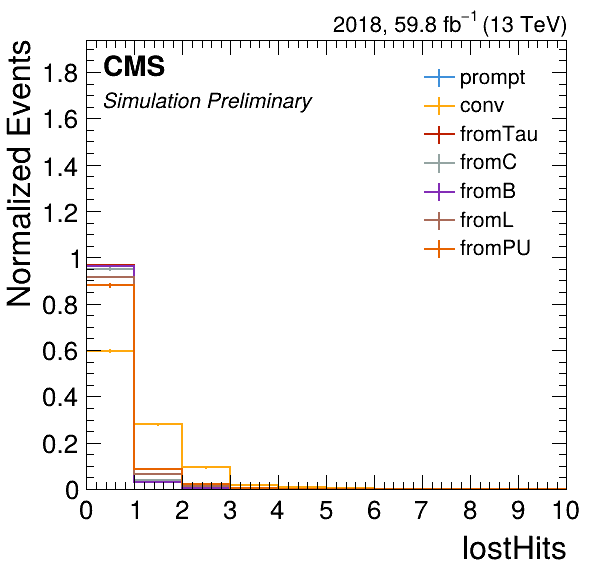 2018, 59.8 fb⁻¹ (13 TeV)
CMS
Simulation Preliminary
Normalized Events
1.8
1.6
1.4
1.2
1
0.8
0.6
0.4
0.2
0
prompt
conv
fromTau
fromC
fromB
fromL
fromPU
0 1 2 3 4 5 6 7 8 9 10
lostHits